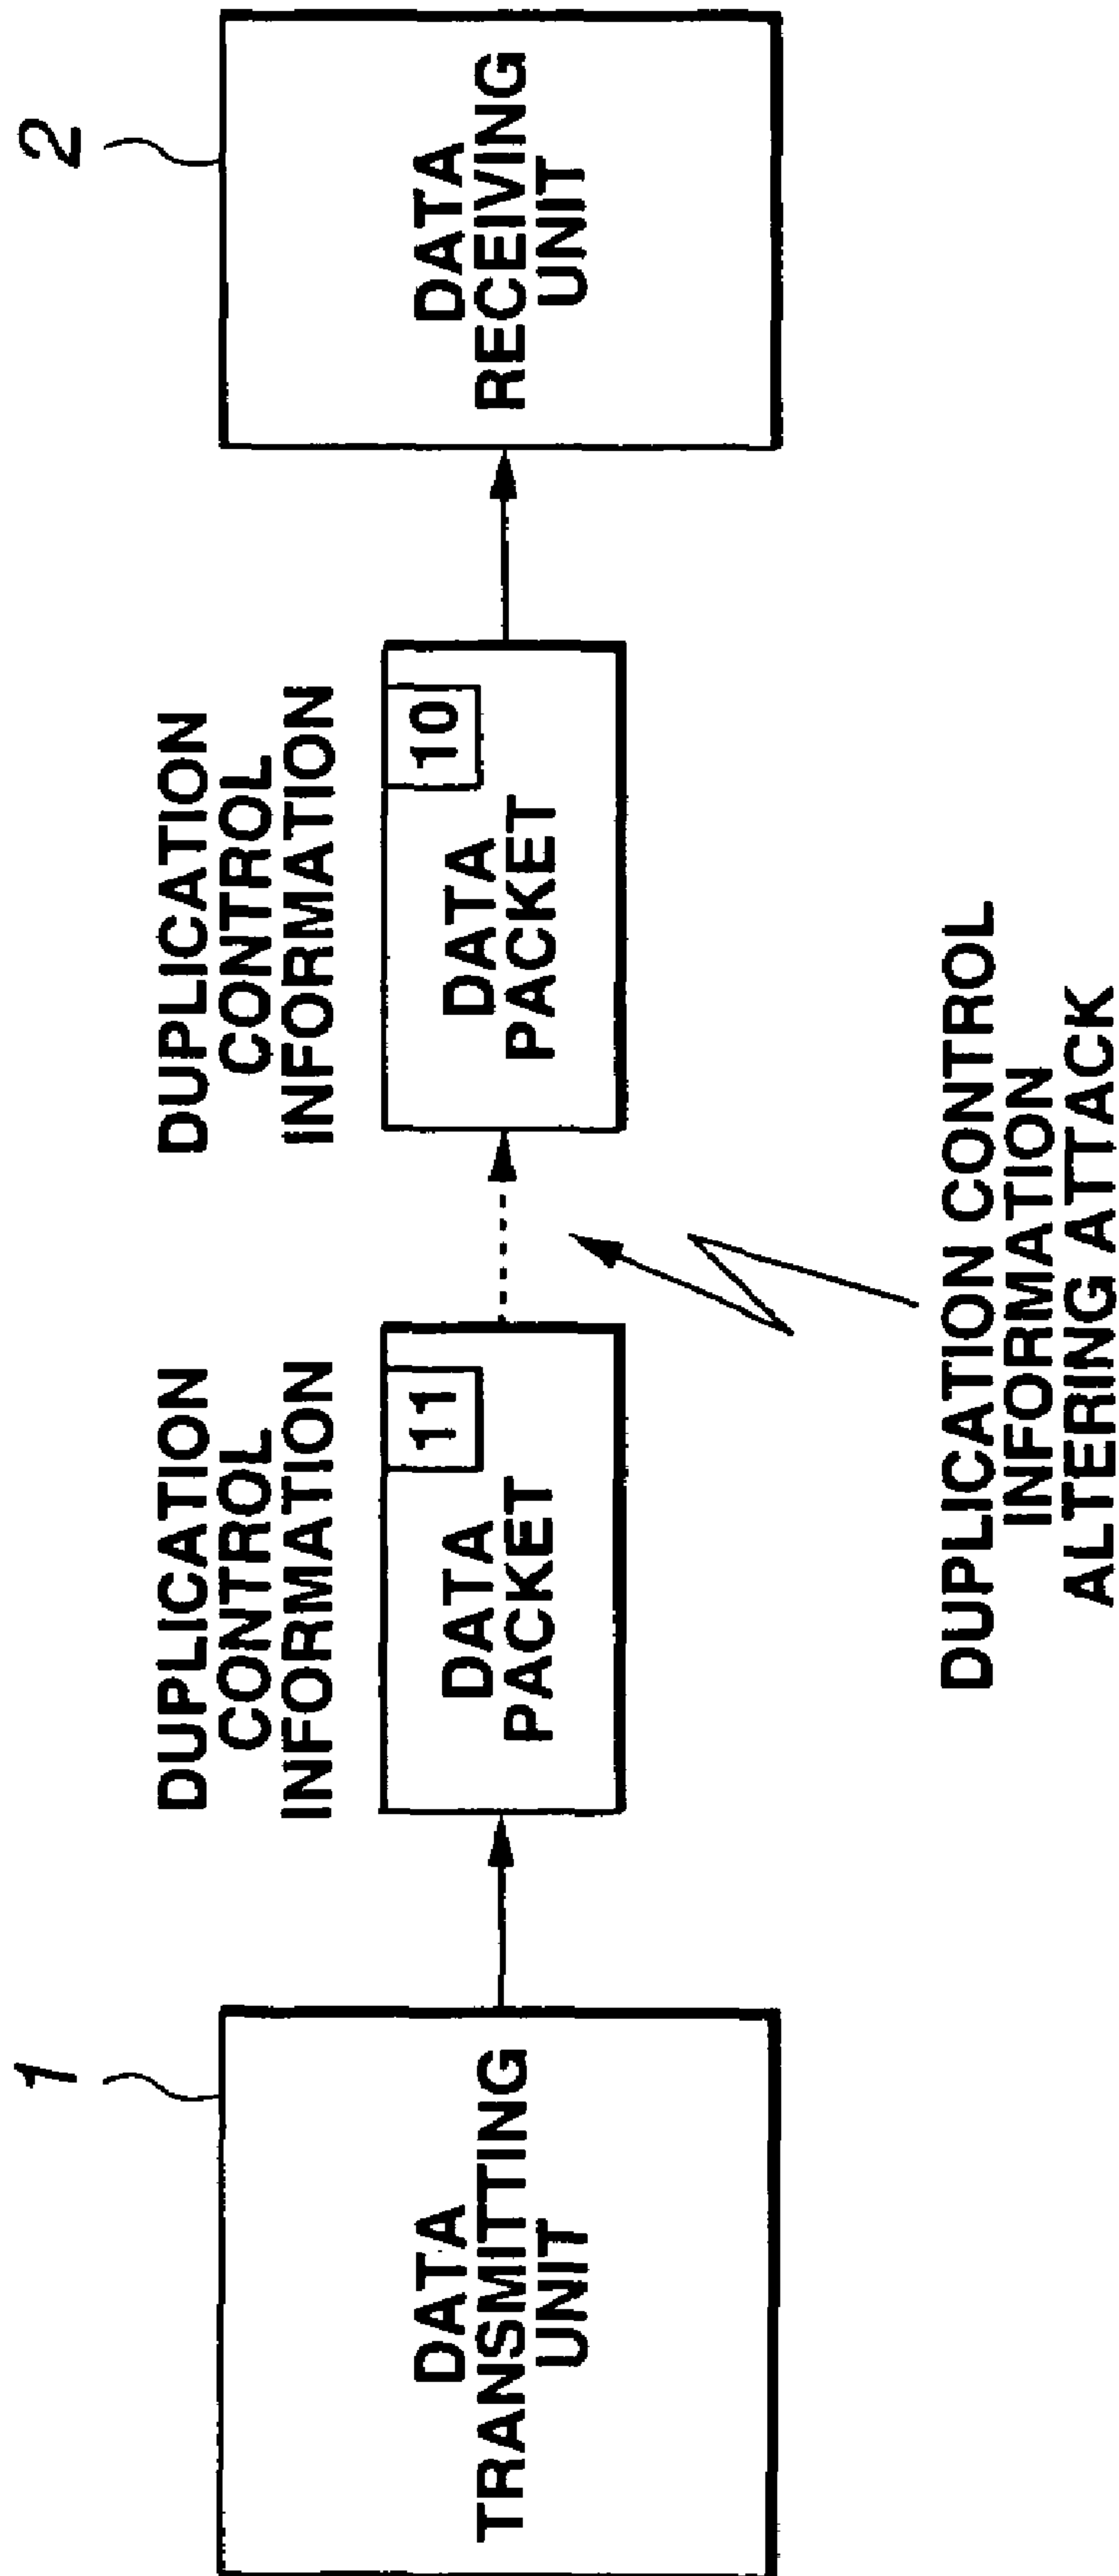 1
DATA
TRANSMITTING
UNIT
DUPLICATION
CONTROL
INFORMATION
11
DATA
PACKET
DUPLICATION CONTROL
INFORMATION
ALTERING ATTACK
DUPLICATION
CONTROL
INFORMATION
10
DATA
PACKET
2
DATA
RECEIVING
UNIT